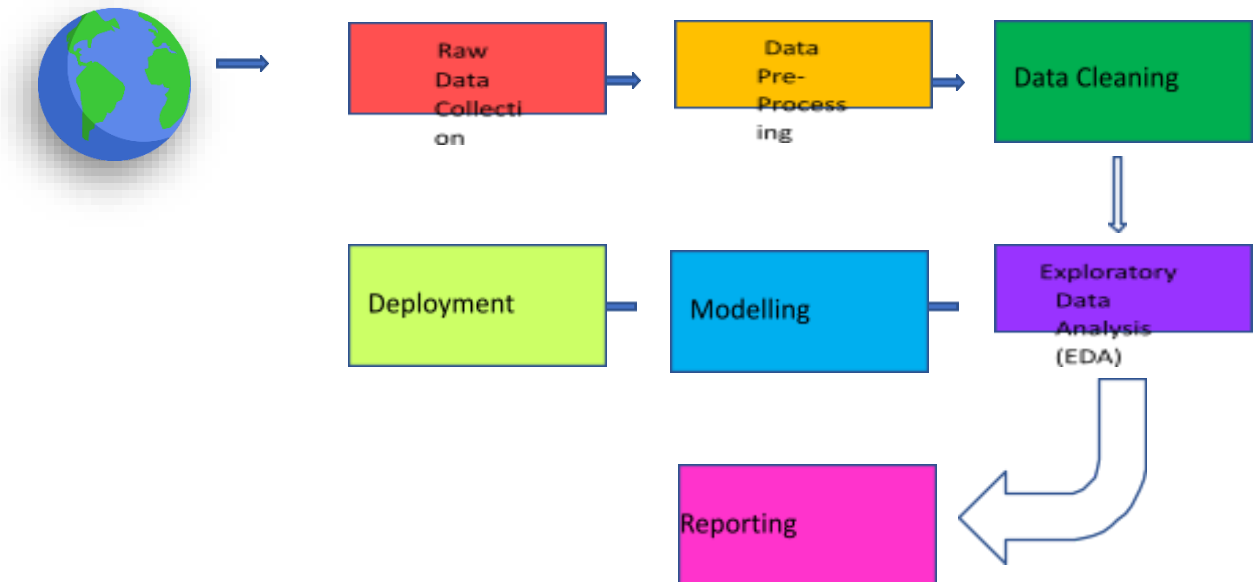 Raw
Data
Collecti
on
Data
Pre-
Process
ing
Data Cleaning
Deployment
Modelling
Exploratory
Data
Analysis
(EDA)
Reporting